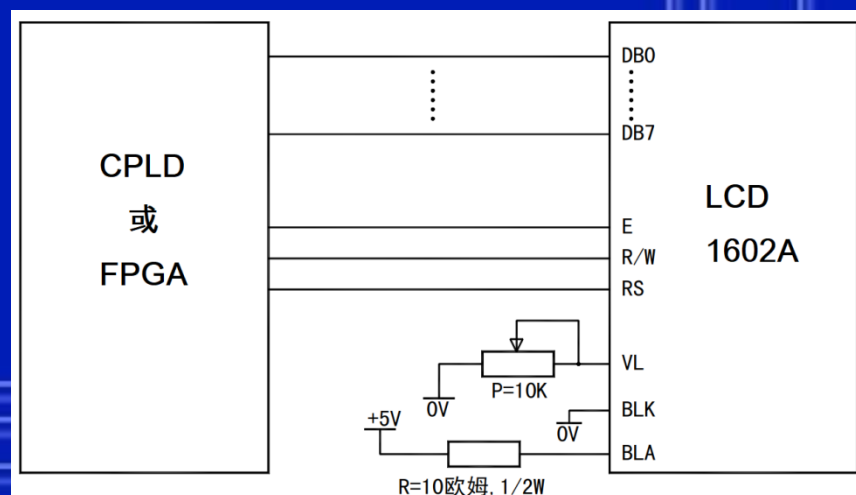 CPLD
或
FPGA
DB0
DB7
E
R/W
RS
VL
BLK
BLA
LCD
1602A
P=10K
0V
0V
+5V
R=10欧姆,1/2W